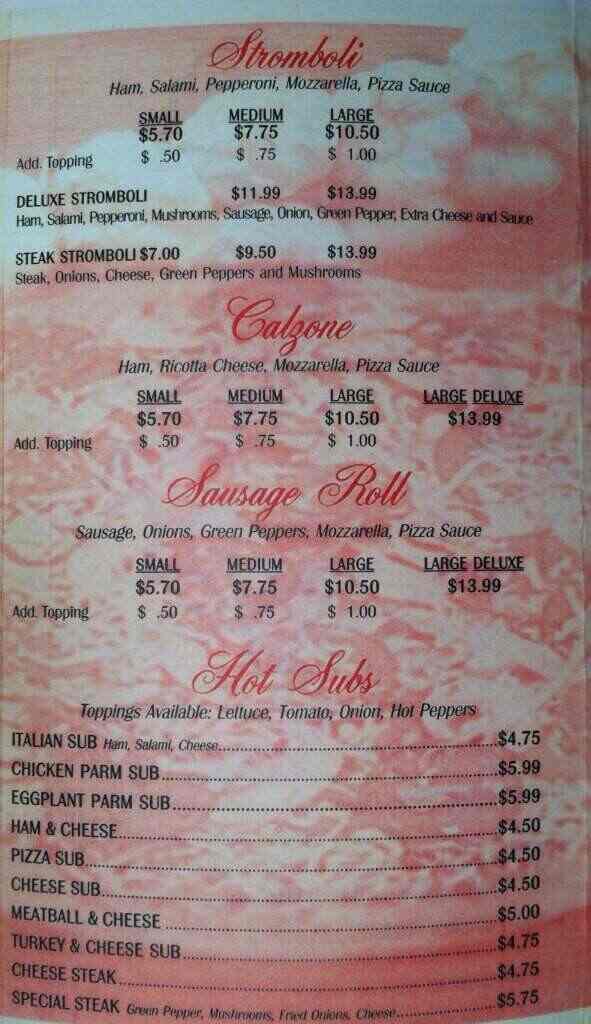 Stromboli
Ham, Salami, Pepperoni, Mozzarella, Pizza Sauce
SMALL MEDIUM LARGE
$5.70 $7.75 $10.50
Add. Topping $ .50 $ .75 $ 1.00
DELUXE STROMBOLI $11.99 $13.99
Ham, Salami, Pepperoni, Mushrooms, Sausage, Onion, Green Pepper, Extra Cheese and Sauce
STEAK STROMBOLI $7.00 $9.50 $13.99
Steak, Onions, Cheese, Green Peppers and Mushrooms
Calzone
Ham, Ricotta Cheese, Mozzarella, Pizza Sauce
SMALL MEDIUM LARGE LARGE DELUXE
$5.70 $7.75 $10.50 $13.99
Add. Topping $ .50 $ .75 $ 1.00
Sausage Roll
Sausage, Onions, Green Peppers, Mozzarella, Pizza Sauce
SMALL MEDIUM LARGE LARGE DELUXE
$5.70 $7.75 $10.50 $13.99
Add. Topping $ .50 $ .75 $ 1.00
Hot Subs
Toppings Available: Lettuce, Tomato, Onion, Hot Peppers
ITALIAN SUB Ham, Salami, Cheese $4.75
CHICKEN PARM SUB $5.99
EGGPLANT PARM SUB $5.99
HAM & CHEESE $4.50
PIZZA SUB $4.50
CHEESE SUB $4.50
MEATBALL & CHEESE $5.00
TURKEY & CHEESE SUB $4.75
CHEESE STEAK $4.75
SPECIAL STEAK Green Pepper, Mushrooms, Fried Onions, Cheese $5.75